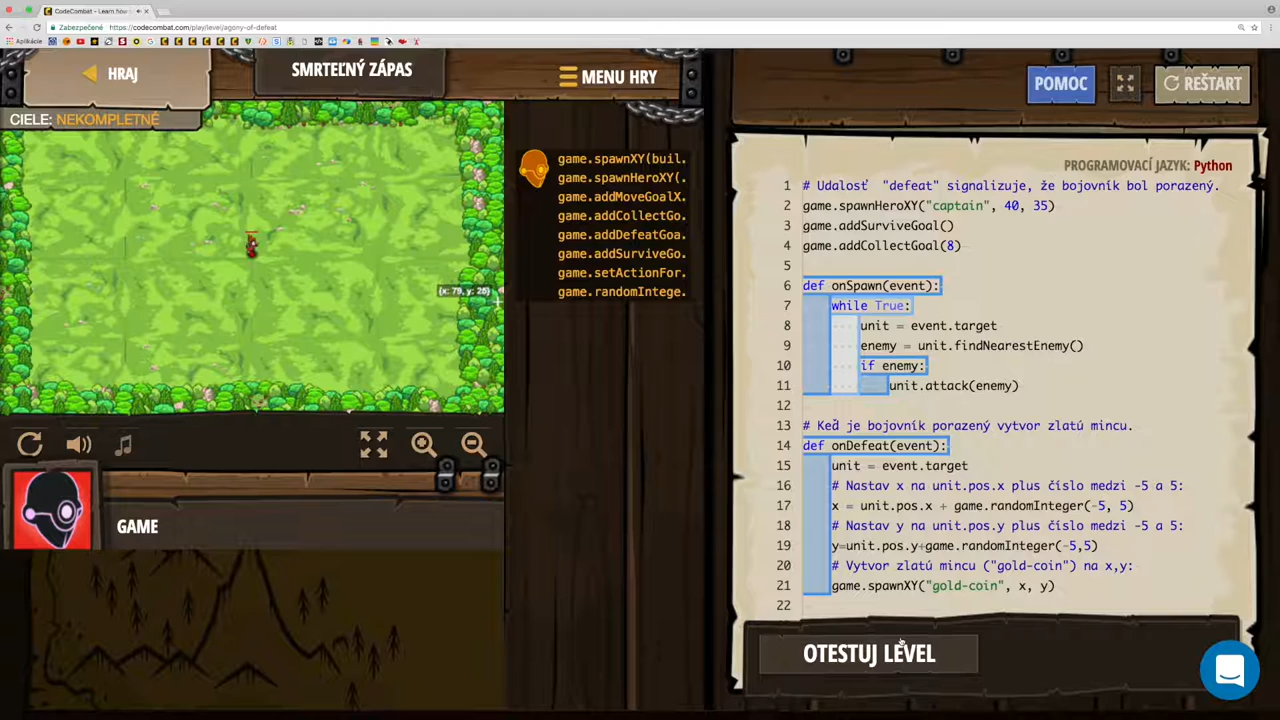 CodeCombat - Learn how
Zabezpečené https://codecombat.com/play/level/agony-of-defeat
Aplikácie
HRAJ
SMRTEĽNÝ ZÁPAS
MENU HRY
POMOC
REŠTART
CIELE: NEKOMPLETNÉ
game.spawnXY(buil.
game.spawnHeroXY(.
game.addMoveGoalX.
game.addCollectGo.
game.addDefeatGoa.
game.addSurviveGo.
game.setActionFor.
game.randomIntege.
{x: 79, y: 25}
GAME
PROGRAMOVACÍ JAZYK: Python
1 # Udalosť "defeat" signalizuje, že bojovník bol porazený.
2 game.spawnHeroXY("captain", 40, 35)
3 game.addSurviveGoal()
4 game.addCollectGoal(8)
5
6 def onSpawn(event):
7 while True:
8 unit = event.target
9 enemy = unit.findNearestEnemy()
10 if enemy:
11 unit.attack(enemy)
12
13 # Keď je bojovník porazený vytvor zlatú mincu.
14 def onDefeat(event):
15 unit = event.target
16 # Nastav x na unit.pos.x plus číslo medzi -5 a 5:
17 x = unit.pos.x + game.randomInteger(-5, 5)
18 # Nastav y na unit.pos.y plus číslo medzi -5 a 5:
19 y=unit.pos.y+game.randomInteger(-5,5)
20 # Vytvor zlatú mincu ("gold-coin") na x,y:
21 game.spawnXY("gold-coin", x, y)
22
OTESTUJ LEVEL